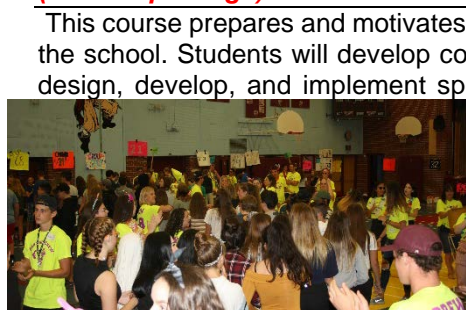 This course prepares and motivates
the school. Students will develop co
design, develop, and implement sp